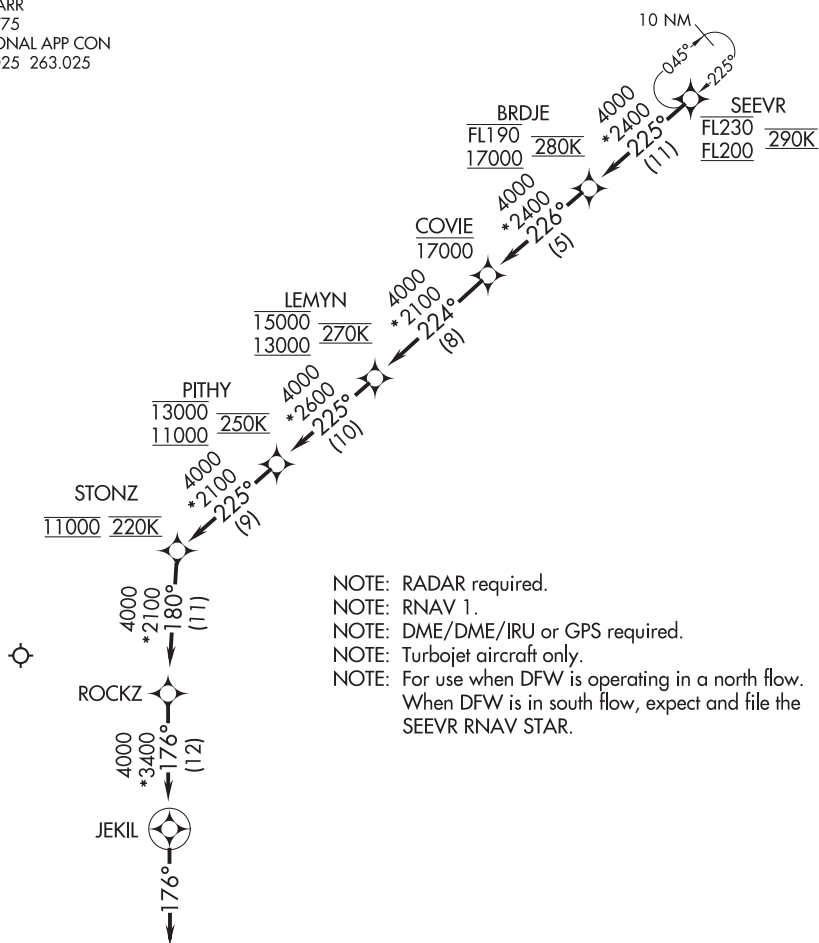 ARR
775
ONAL APP CON
025 263.025
10 NM
045°
225°
SEEVR
FL230
FL200
290K
4000
*2400
225°
(11)
BRDJE
FL190
17000
280K
4000
*2400
226°
(5)
COVIE
17000
4000
*2100
224°
(8)
LEMYN
15000
13000
270K
4000
*2600
225°
(10)
PITHY
13000
11000
250K
4000
*2100
225°
(9)
STONZ
11000 220K
4000
*2100
180°
(11)
ROCKZ
4000
*3400
176°
(12)
JEKIL
176°
NOTE: RADAR required.
NOTE: RNAV 1.
NOTE: DME/DME/IRU or GPS required.
NOTE: Turbojet aircraft only.
NOTE: For use when DFW is operating in a north flow.
When DFW is in south flow, expect and file the
SEEVR RNAV STAR.